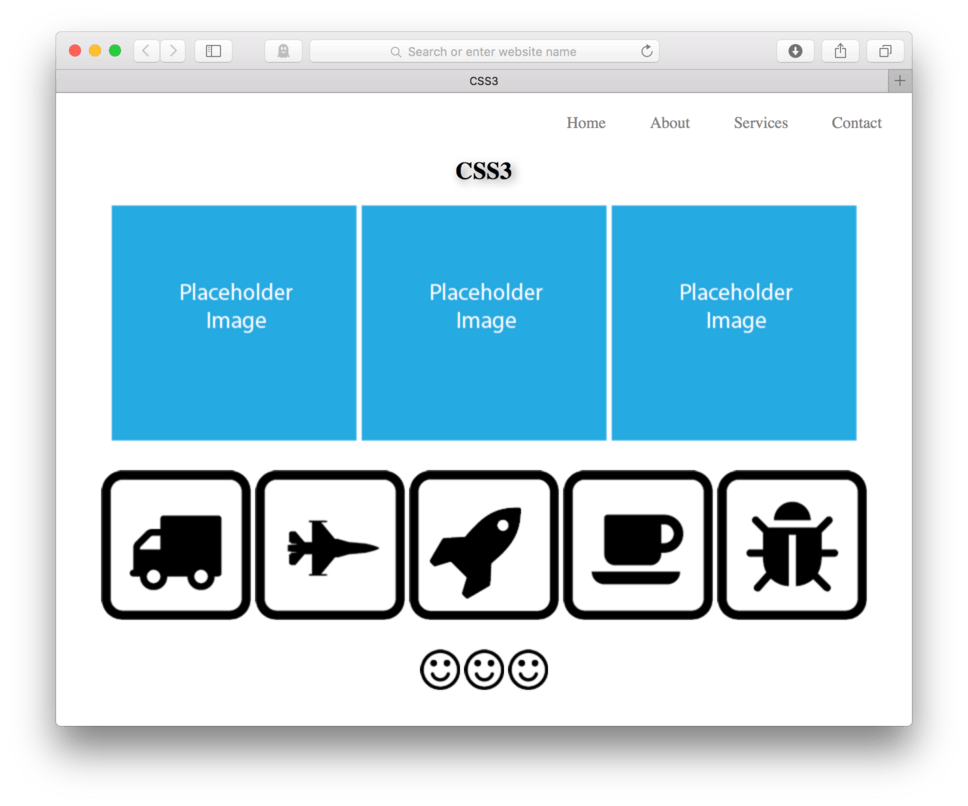 Search or enter website name
CSS3
Home About Services Contact
CSS3
Placeholder
Image
Placeholder
Image
Placeholder
Image